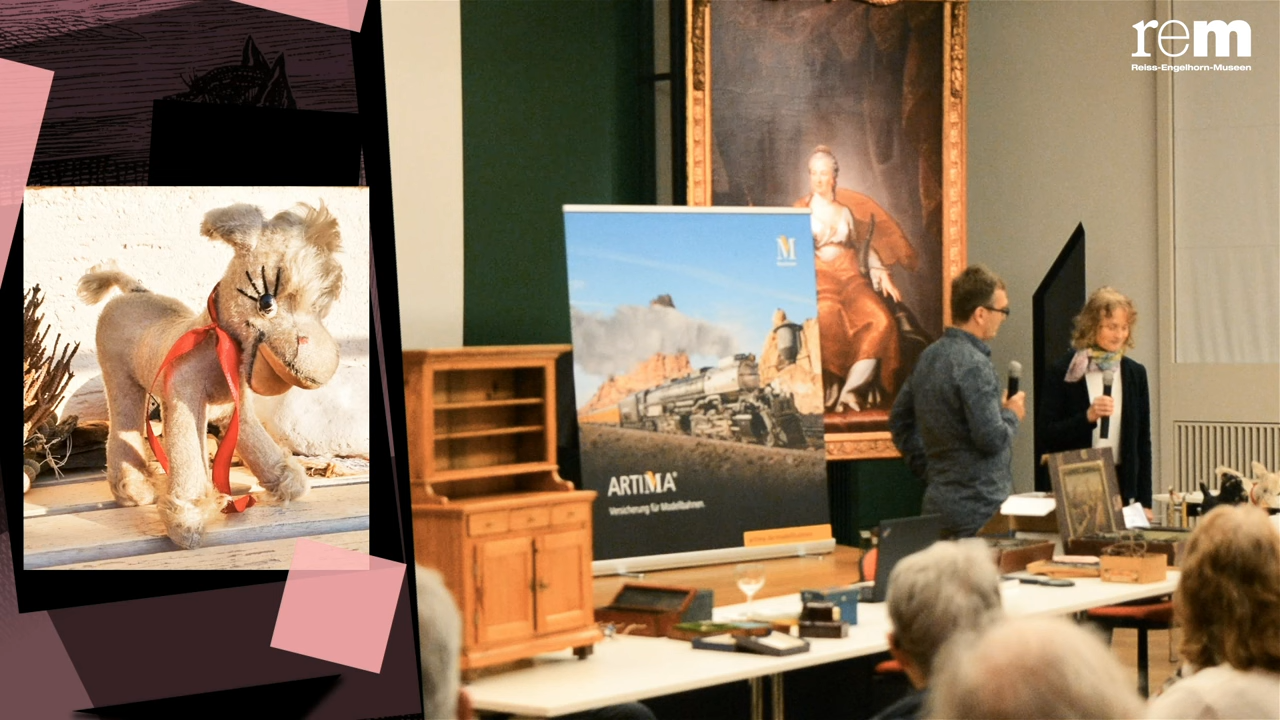 rem
Reiss-Engelhorn-Museen
M
ARTIMA®
Versicherung für Modellbahnen.